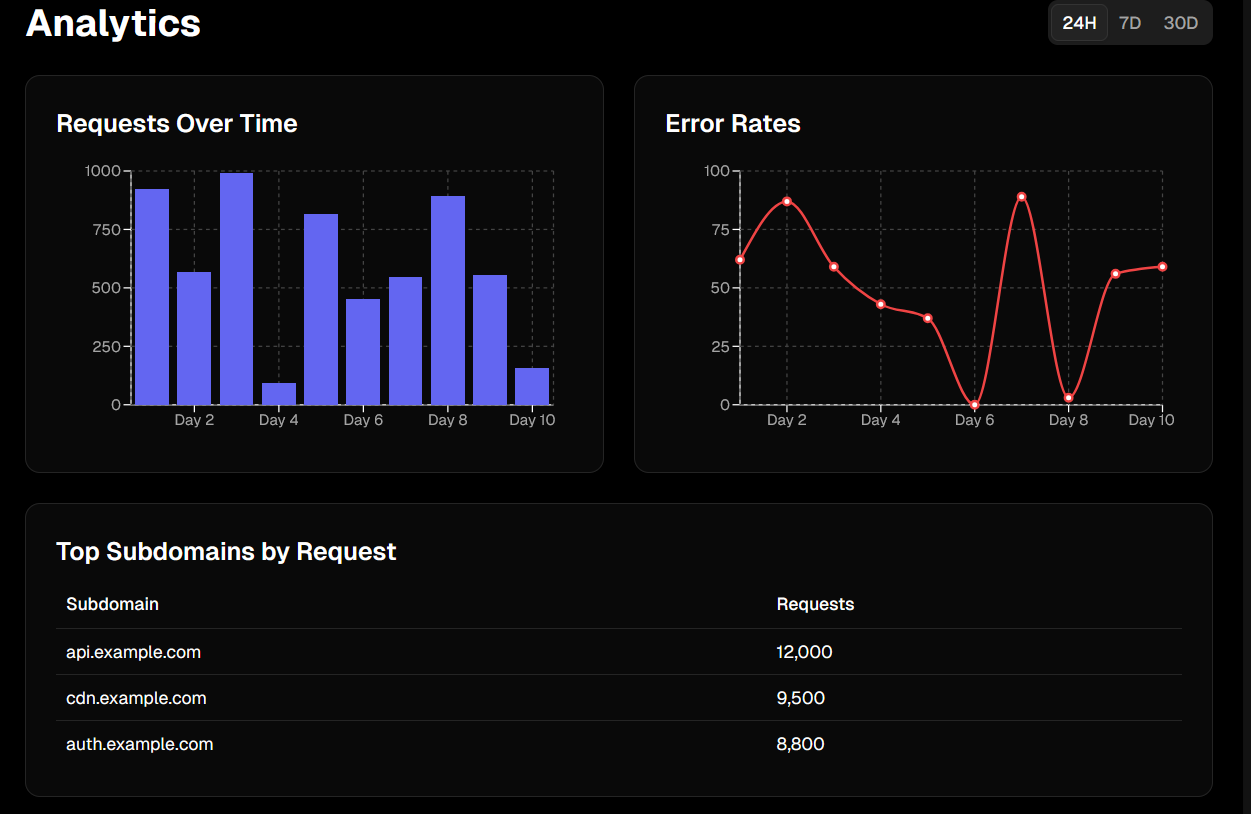 Analytics
24H 7D 30D
Requests Over Time
1000
750
500
250
0
Day 2 Day 4 Day 6 Day 8 Day 10
Error Rates
100
75
50
25
0
Day 2 Day 4 Day 6 Day 8 Day 10
Top Subdomains by Request
Subdomain Requests
api.example.com 12,000
cdn.example.com 9,500
auth.example.com 8,800